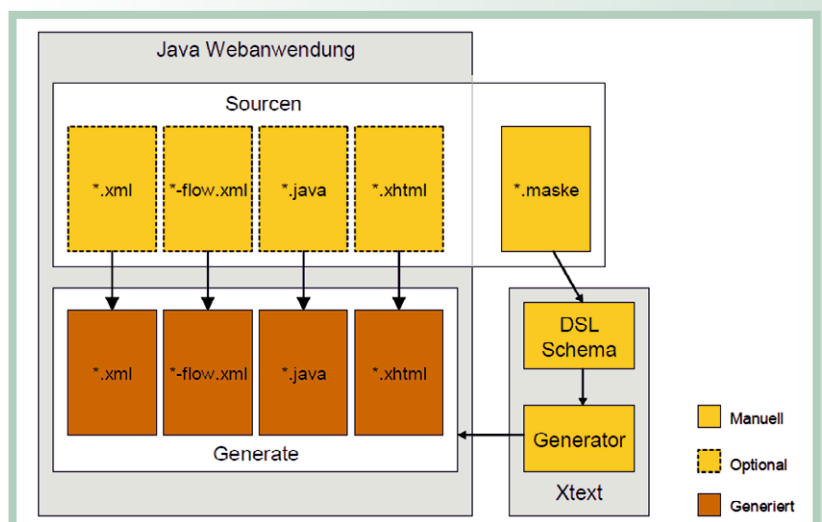 Java Webanwendung
Sourcen
*.xml
*-flow.xml
*.java
*.xhtml
*.maske
*.xml
*-flow.xml
*.java
*.xhtml
Generate
DSL
Schema
Generator
Xtext
Manuell
Optional
Generiert